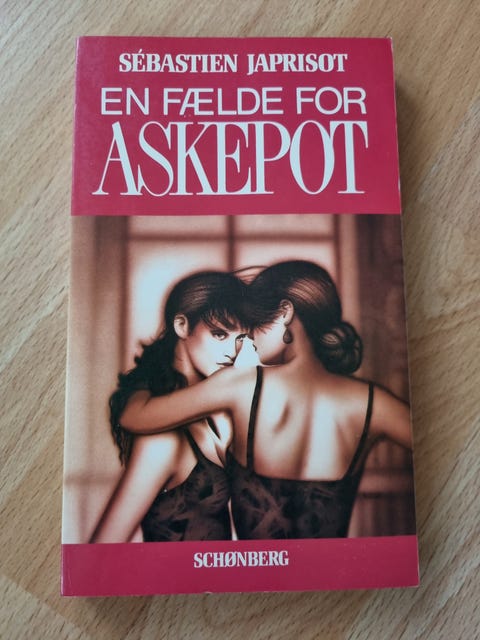 SÉBASTIEN JAPRISOT
EN FÆLDE FOR
ASKEPOT
SCHØNBERG